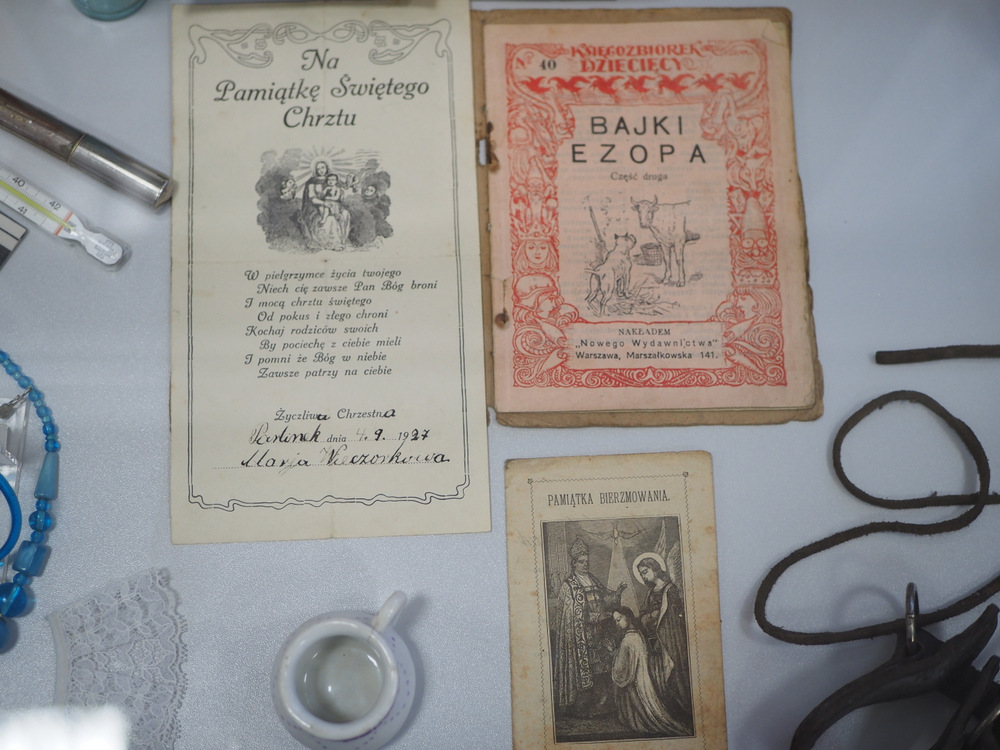 Na
Pamiątkę Świętego
Chrztu
W pielgrzymce życia twojego
Niech cię zawsze Pan Bóg broni
I mocą chrztu świętego
Od pokus i złego chroni
Kochaj rodziców swoich
By pociechę z ciebie mieli
I pomni że Bóg w niebie
Zawsze patrzy na ciebie
Życzliwa Chrzestna
dnia 4. 9. 1927
Marja Wieczorkowa
KSIĘGOZBIOREK
Nº 40 DZIECIĘCY
BAJKI
EZOPA
Część druga
NAKŁADEM
„Nowego Wydawnictwa"
Warszawa, Marszałkowska 141.
PAMIĄTKA BIERZMOWANIA.
40
42
41